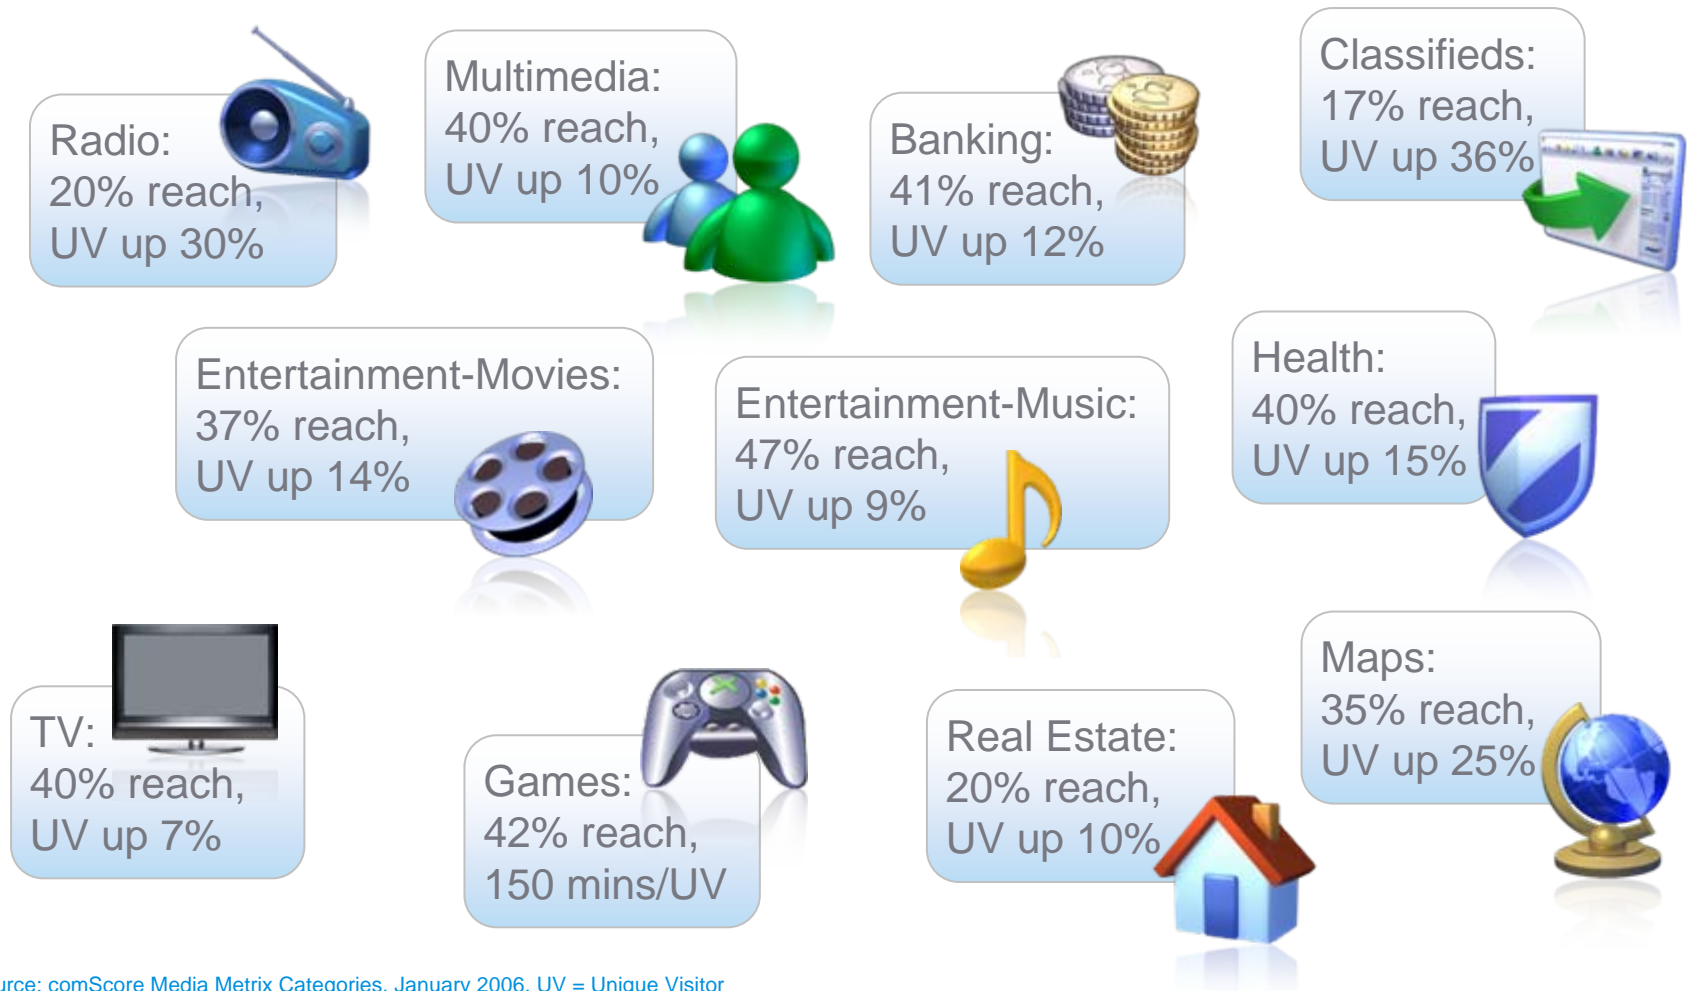 Radio:
20% reach,
UV up 30%
Multimedia:
40% reach,
UV up 10%
Banking:
41% reach,
UV up 12%
Classifieds:
17% reach,
UV up 36%
Entertainment-Movies:
37% reach,
UV up 14%
Entertainment-Music:
47% reach,
UV up 9%
Health:
40% reach,
UV up 15%
TV:
40% reach,
UV up 7%
Games:
42% reach,
150 mins/UV
Real Estate:
20% reach,
UV up 10%
Maps:
35% reach,
UV up 25%
urce: comScore Media Metrix Categories, January 2006. UV = Unique Visitor